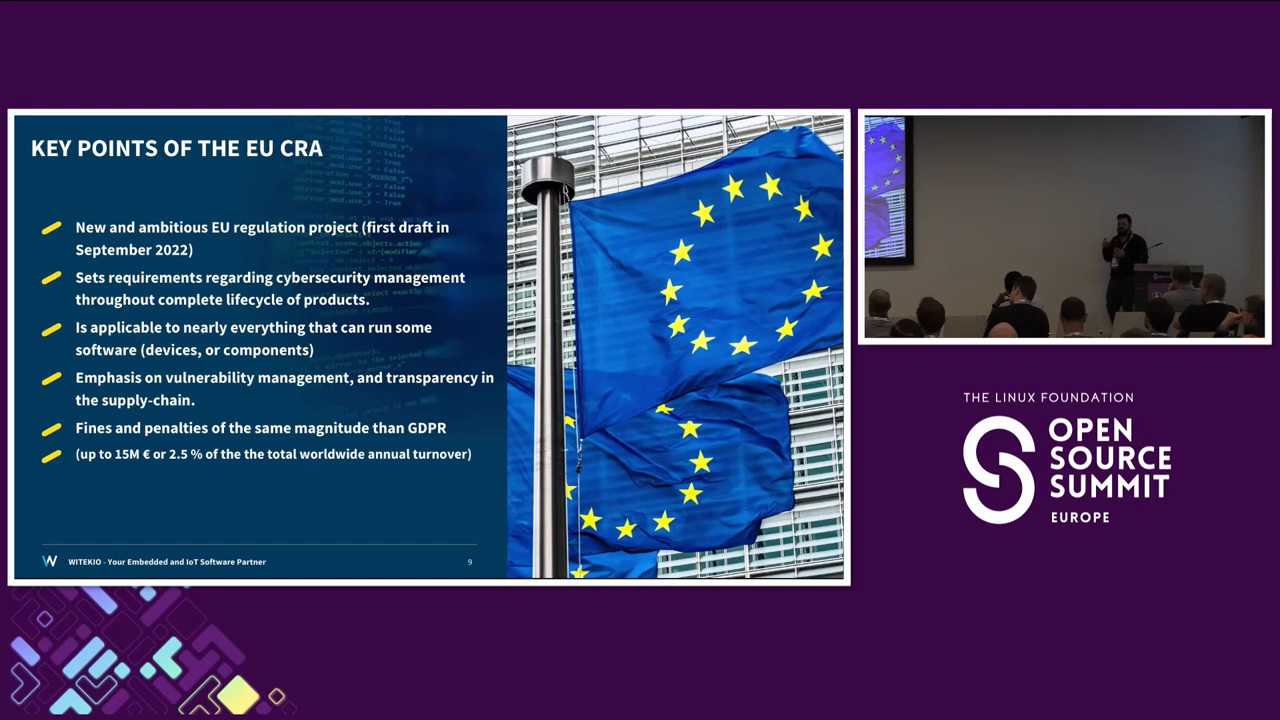 KEY POINTS OF THE EU CRA
New and ambitious EU regulation project (first draft in
September 2022)
Sets requirements regarding cybersecurity management
throughout complete lifecycle of products.
Is applicable to nearly everything that can run some
software (devices, or components)
Emphasis on vulnerability management, and transparency in
the supply-chain.
Fines and penalties of the same magnitude than GDPR
(up to 15M € or 2.5 % of the the total worldwide annual turnover)
W WITEKIO - Your Embedded and IoT Software Partner 9
THE LINUX FOUNDATION
OPEN
SOURCE
SUMMIT
EUROPE